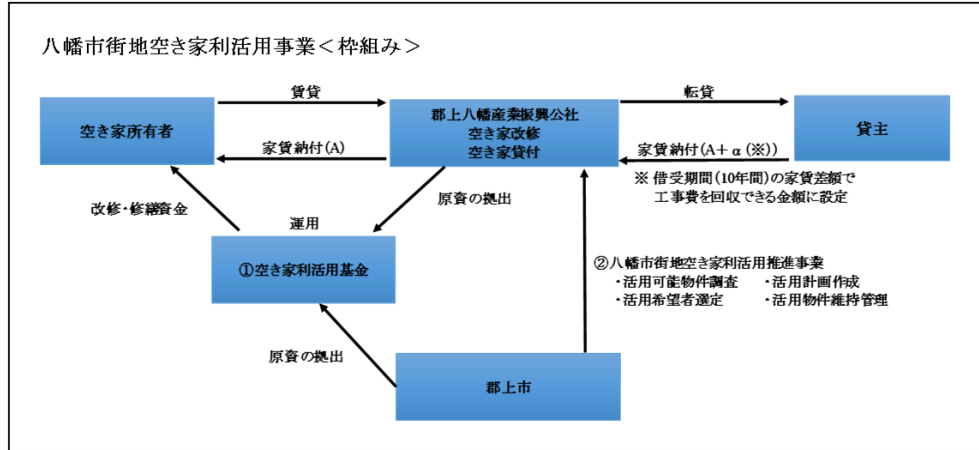 八幡市街地空き家利活用事業＜枠組み＞
賃貸
転貸
空き家所有者
郡上八幡産業振興公社
空き家改修
空き家貸付
貸主
家賃納付(A)
家賃納付(A+α(※))
※ 借受期間(10年間)の家賃差額で
工事費を回収できる金額に設定
改修・修繕資金
原資の拠出
運用
①空き家利活用基金
②八幡市街地空き家利活用推進事業
・活用可能物件調査 ・活用計画作成
・活用希望者選定 ・活用物件維持管理
原資の拠出
郡上市